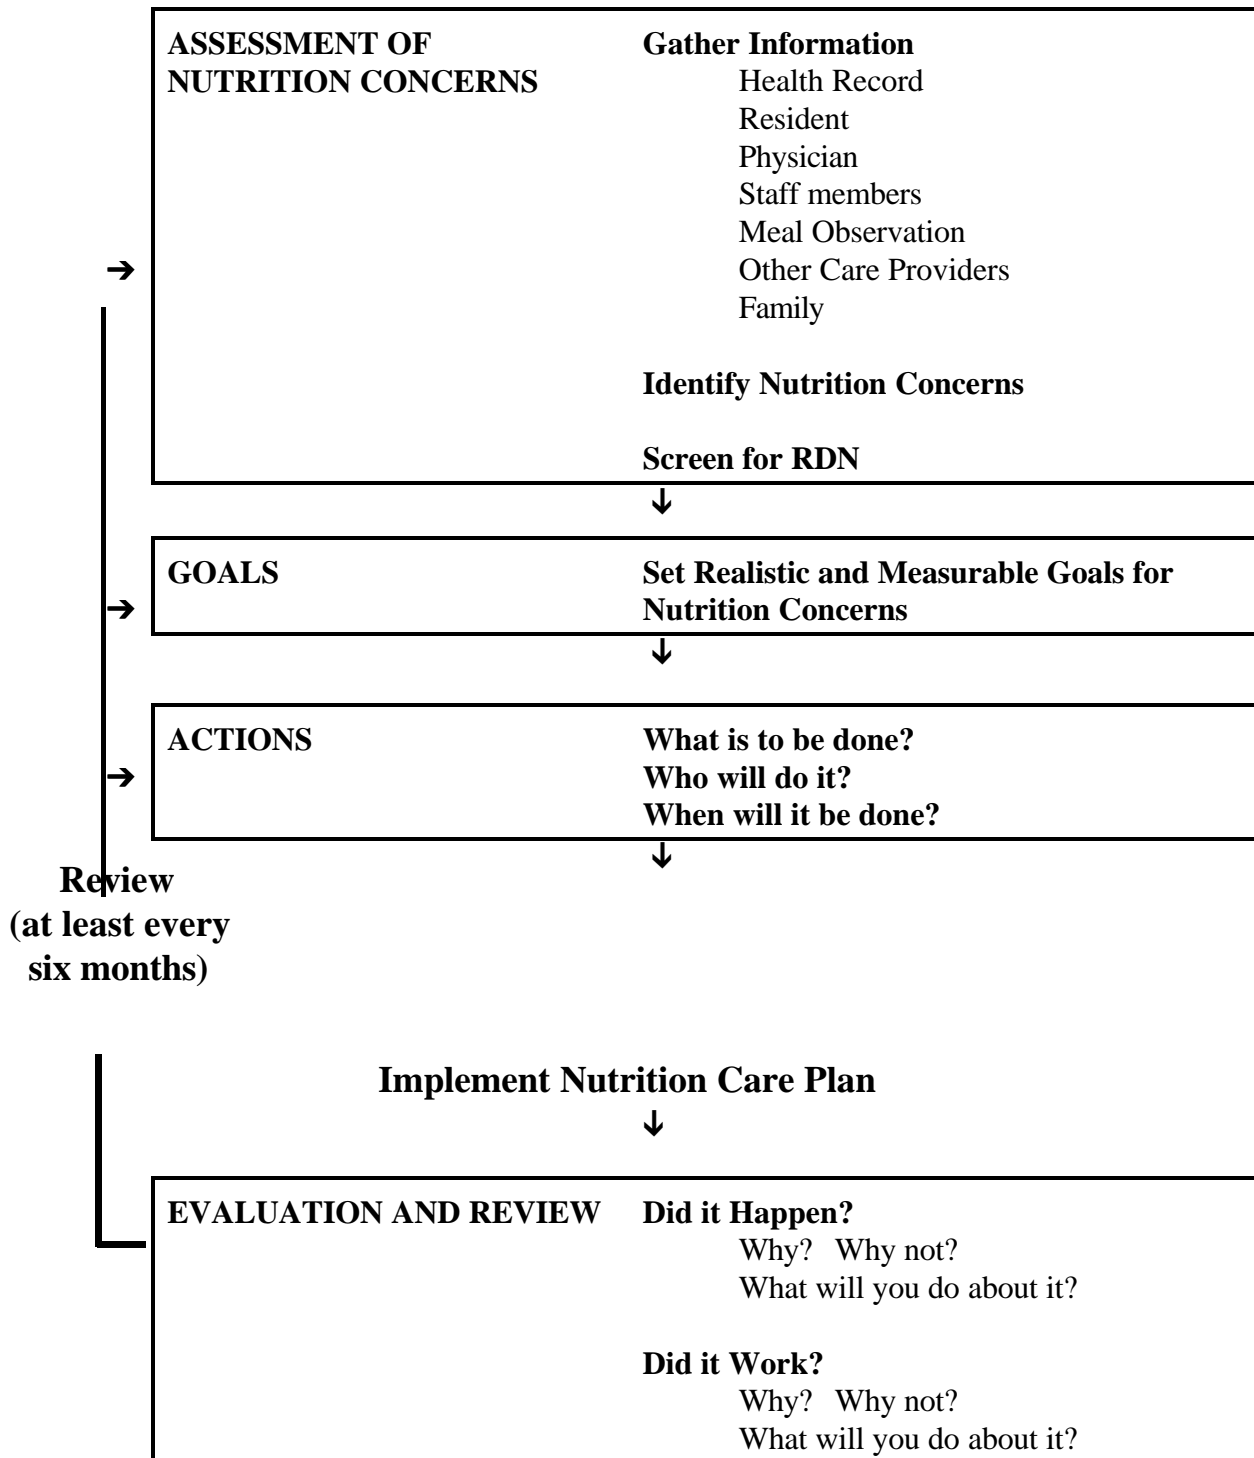 ASSESSMENT OF
NUTRITION CONCERNS
Gather Information
Health Record
Resident
Physician
Staff members
Meal Observation
Other Care Providers
Family
Identify Nutrition Concerns
Screen for RDN
GOALS
Set Realistic and Measurable Goals for
Nutrition Concerns
ACTIONS
What is to be done?
Who will do it?
When will it be done?
Review
(at least every
six months)
Implement Nutrition Care Plan
EVALUATION AND REVIEW
Did it Happen?
Why? Why not?
What will you do about it?
Did it Work?
Why? Why not?
What will you do about it?